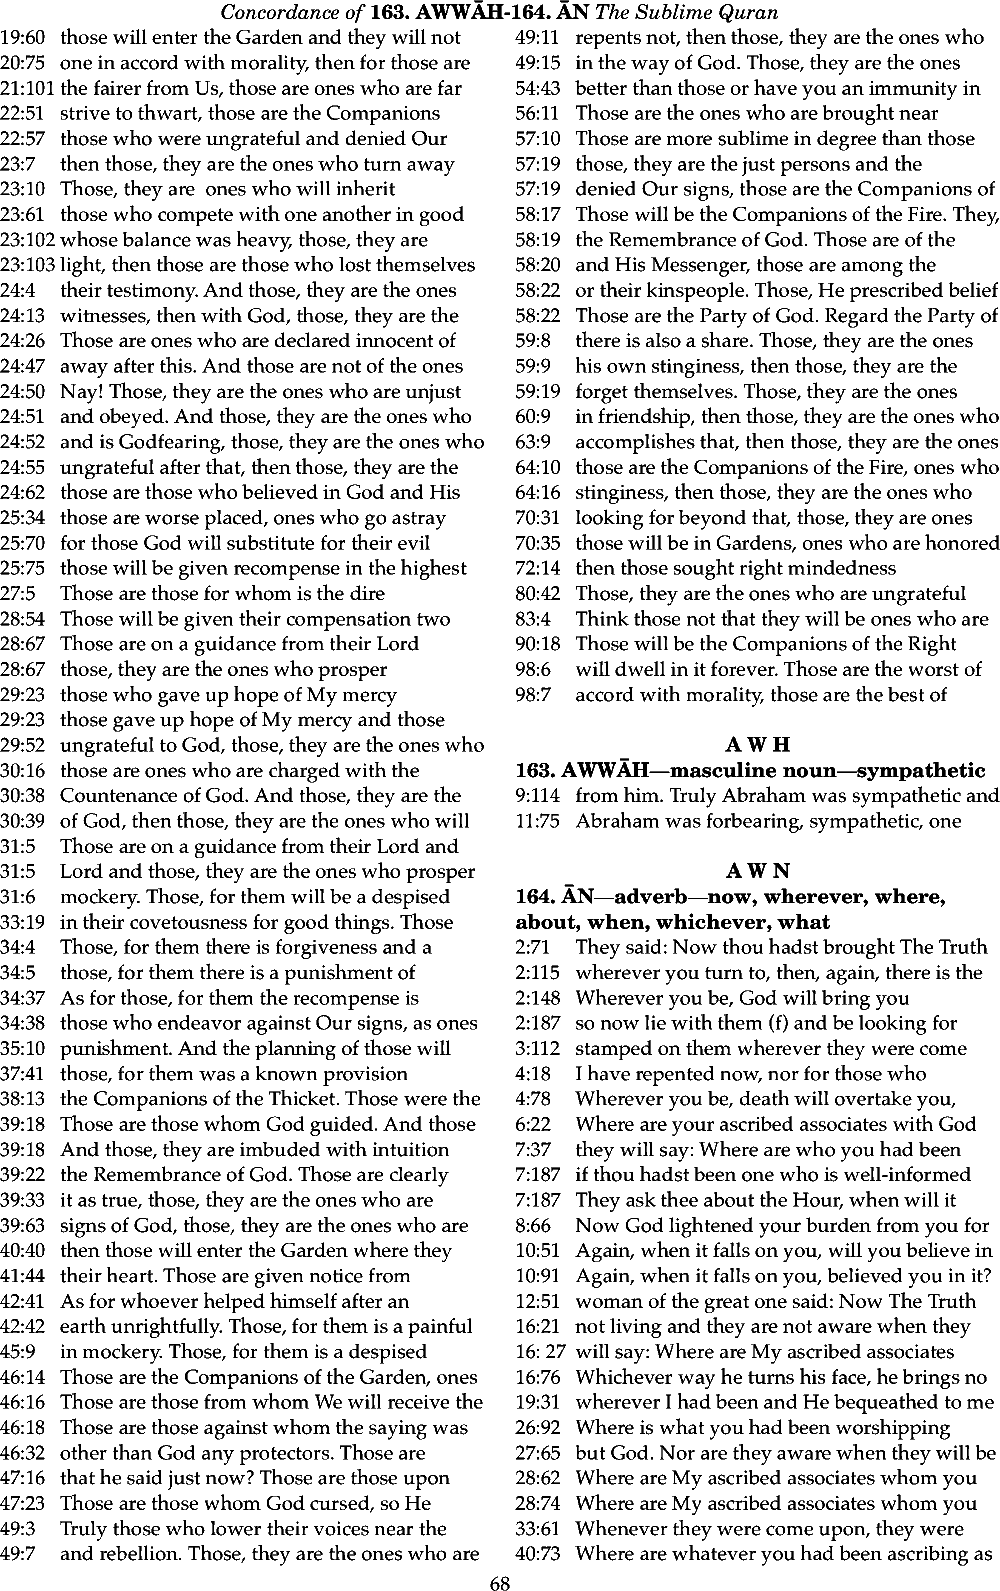 Concordance of 163. AWWĀH-164. ĀN The Sublime Quran
19:60 those will enter the Garden and they will not
20:75 one in accord with morality, then for those are
21:101 the fairer from Us, those are ones who are far
22:51 strive to thwart, those are the Companions
22:57 those who were ungrateful and denied Our
23:7 then those, they are the ones who turn away
23:10 Those, they are ones who will inherit
23:61 those who compete with one another in good
23:102 whose balance was heavy, those, they are
23:103 light, then those are those who lost themselves
24:4 their testimony. And those, they are the ones
24:13 witnesses, then with God, those, they are the
24:26 Those are ones who are declared innocent of
24:47 away after this. And those are not of the ones
24:50 Nay! Those, they are the ones who are unjust
24:51 and obeyed. And those, they are the ones who
24:52 and is Godfearing, those, they are the ones who
24:55 ungrateful after that, then those, they are the
24:62 those are those who believed in God and His
25:34 those are worse placed, ones who go astray
25:70 for those God will substitute for their evil
25:75 those will be given recompense in the highest
27:5 Those are those for whom is the dire
28:54 Those will be given their compensation two
28:67 Those are on a guidance from their Lord
28:67 those, they are the ones who prosper
29:23 those who gave up hope of My mercy
29:23 those gave up hope of My mercy and those
29:52 ungrateful to God, those, they are the ones who
30:16 those are ones who are charged with the
30:38 Countenance of God. And those, they are the
30:39 of God, then those, they are the ones who will
31:5 Those are on a guidance from their Lord and
31:5 Lord and those, they are the ones who prosper
31:6 mockery. Those, for them will be a despised
33:19 in their covetousness for good things. Those
34:4 Those, for them there is forgiveness and a
34:5 those, for them there is a punishment of
34:37 As for those, for them the recompense is
34:38 those who endeavor against Our signs, as ones
35:10 punishment. And the planning of those will
37:41 those, for them was a known provision
38:13 the Companions of the Thicket. Those were the
39:18 Those are those whom God guided. And those
39:18 And those, they are imbued with intuition
39:22 the Remembrance of God. Those are clearly
39:33 it as true, those, they are the ones who are
39:63 signs of God, those, they are the ones who are
40:40 then those will enter the Garden where they
41:44 their heart. Those are given notice from
42:41 As for whoever helped himself after an
42:42 earth unrightfully. Those, for them is a painful
45:9 in mockery. Those, for them is a despised
46:14 Those are the Companions of the Garden, ones
46:16 Those are those from whom We will receive the
46:18 Those are those against whom the saying was
46:32 other than God any protectors. Those are
47:16 that he said just now? Those are those upon
47:23 Those are those whom God cursed, so He
49:3 Truly those who lower their voices near the
49:7 and rebellion. Those, they are the ones who are
49:11 repents not, then those, they are the ones who
49:15 in the way of God. Those, they are the ones
54:43 better than those or have you an immunity in
56:11 Those are the ones who are brought near
57:10 Those are more sublime in degree than those
57:19 those, they are the just persons and the
57:19 denied Our signs, those are the Companions of
58:17 Those will be the Companions of the Fire. They,
58:19 the Remembrance of God. Those are of the
58:20 and His Messenger, those are among the
58:22 or their kinspeople. Those, He prescribed belief
58:22 Those are the Party of God. Regard the Party of
59:8 there is also a share. Those, they are the ones
59:9 his own stinginess, then those, they are the
59:19 forget themselves. Those, they are the ones
60:9 in friendship, then those, they are the ones who
63:9 accomplishes that, then those, they are the ones
64:10 those are the Companions of the Fire, ones who
64:16 stinginess, then those, they are the ones who
70:31 looking for beyond that, those, they are ones
70:35 those will be in Gardens, ones who are honored
72:14 then those sought right mindedness
80:42 Those, they are the ones who are ungrateful
83:4 Think those not that they will be ones who are
90:18 Those will be the Companions of the Right
98:6 will dwell in it forever. Those are the worst of
98:7 accord with morality, those are the best of
A W H
163. AWWĀH—masculine noun—sympathetic
9:114 from him. Truly Abraham was sympathetic and
11:75 Abraham was forbearing, sympathetic, one
A W N
164. ĀN—adverb—now, wherever, where,
about, when, whichever, what
2:71 They said: Now thou hadst brought The Truth
2:115 wherever you turn to, then, again, there is the
2:148 Wherever you be, God will bring you
2:187 so now lie with them (f) and be looking for
3:112 stamped on them wherever they were come
4:18 I have repented now, nor for those who
4:78 Wherever you be, death will overtake you,
6:22 Where are your ascribed associates with God
7:37 they will say: Where are who you had been
7:187 if thou hadst been one who is well-informed
7:187 They ask thee about the Hour, when will it
8:66 Now God lightened your burden from you for
10:51 Again, when it falls on you, will you believe in
10:91 Again, when it falls on you, believed you in it?
12:51 woman of the great one said: Now The Truth
16:21 not living and they are not aware when they
16: 27 will say: Where are My ascribed associates
16:76 Whichever way he turns his face, he brings no
19:31 wherever I had been and He bequeathed to me
26:92 Where is what you had been worshipping
27:65 but God. Nor are they aware when they will be
28:62 Where are My ascribed associates whom you
28:74 Where are My ascribed associates whom you
33:61 Whenever they were come upon, they were
40:73 Where are whatever you had been ascribing as
68